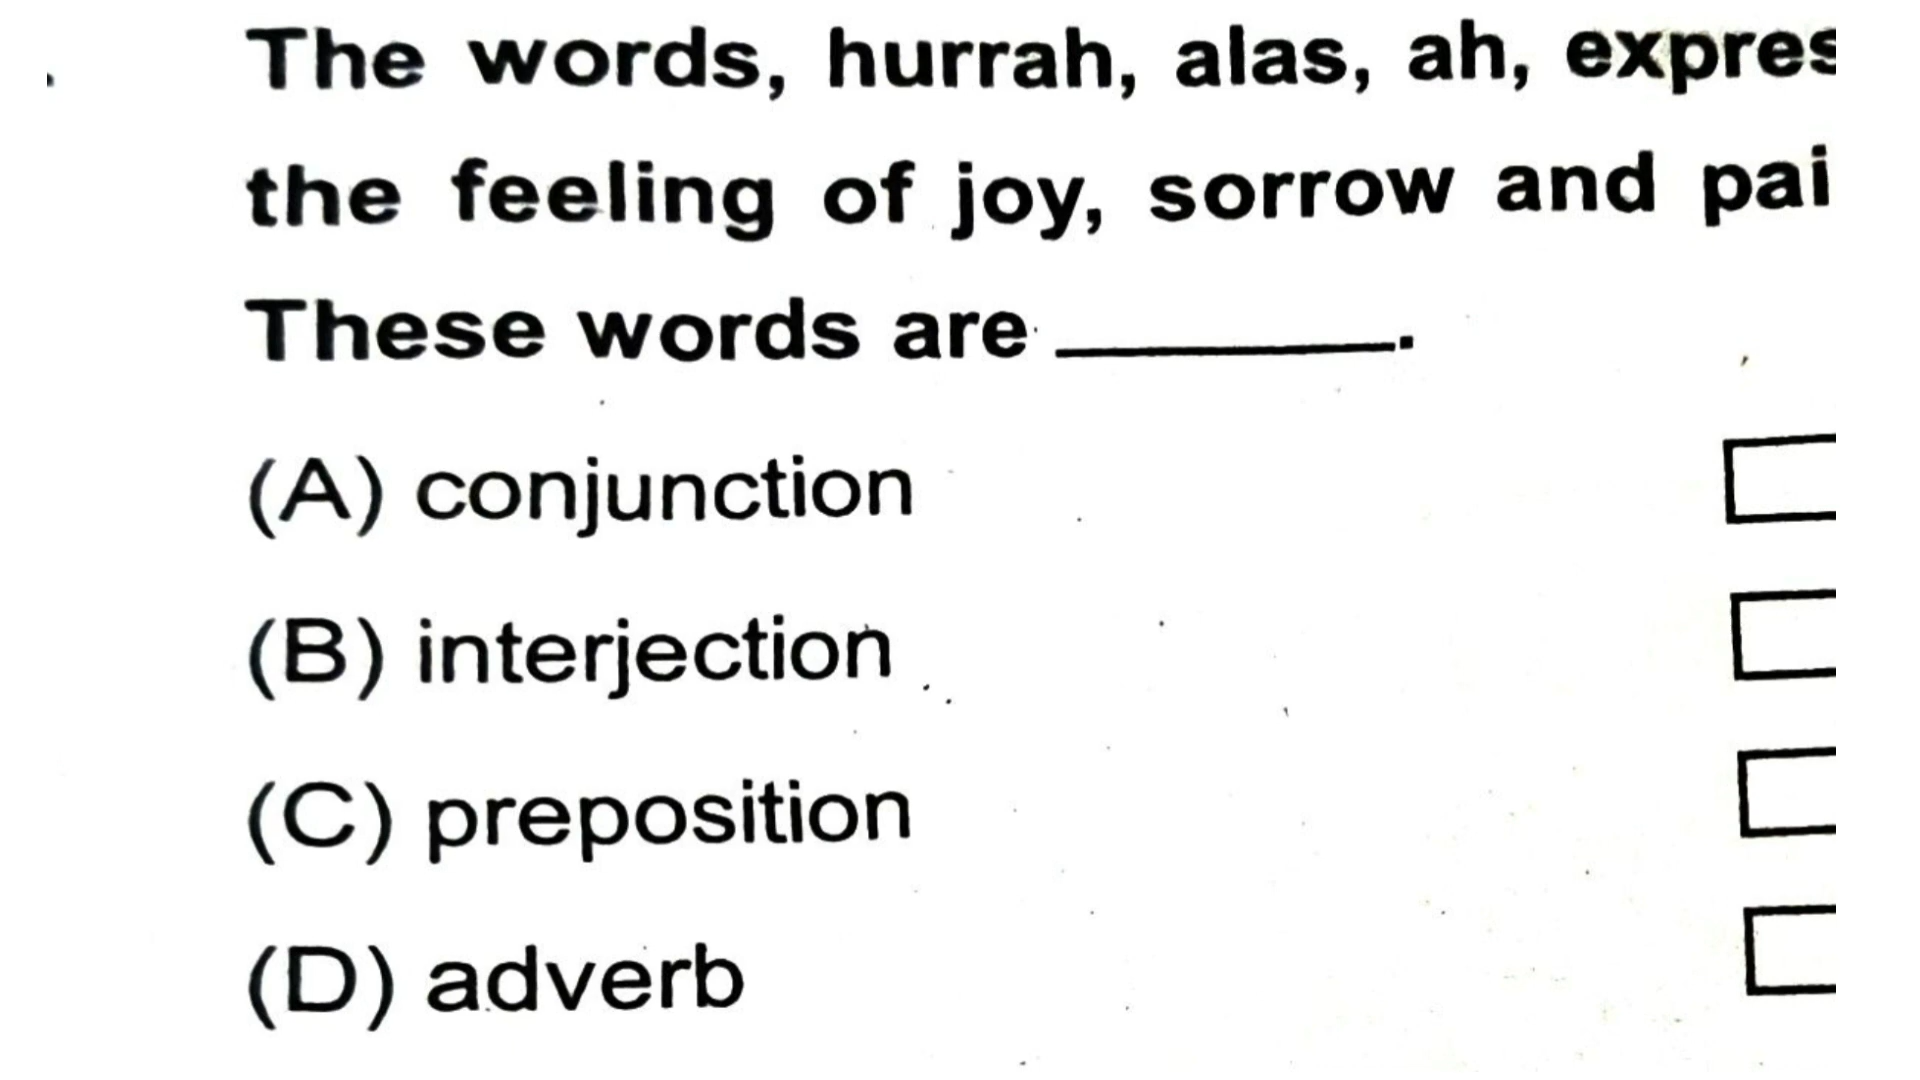 The words, hurrah, alas, ah, expres
the feeling of joy, sorrow and pai
These words are ________.
(A) conjunction
(B) interjection
(C) preposition
(D) adverb